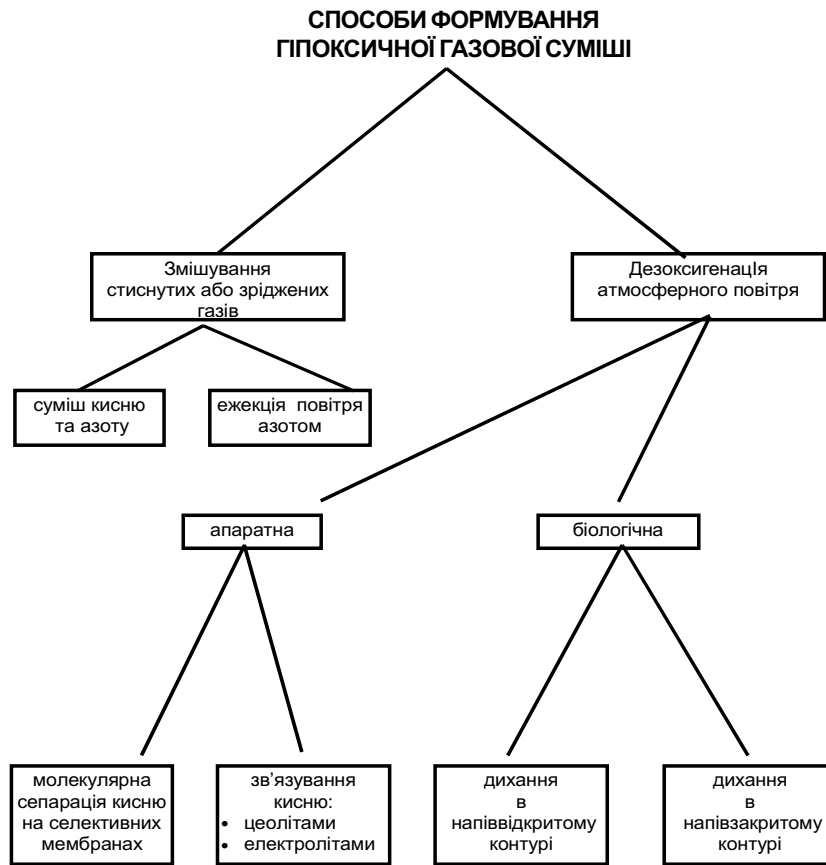 СПОСОБИ ФОРМУВАННЯ
ГІПОКСИЧНОЇ ГАЗОВОЇ СУМІШІ
Змішування
стиснутих або зріджених
газів
ДезоксигенацІя
атмосферного повітря
суміш кисню
та азоту
ежекція повітря
азотом
апаратна
біологічна
молекулярна
сепарація кисню
на селективних
мембранах
зв’язування
кисню:
• цеолітами
• електролітами
дихання
в
напіввідкритому
контурі
дихання
в
напівзакритому
контурі